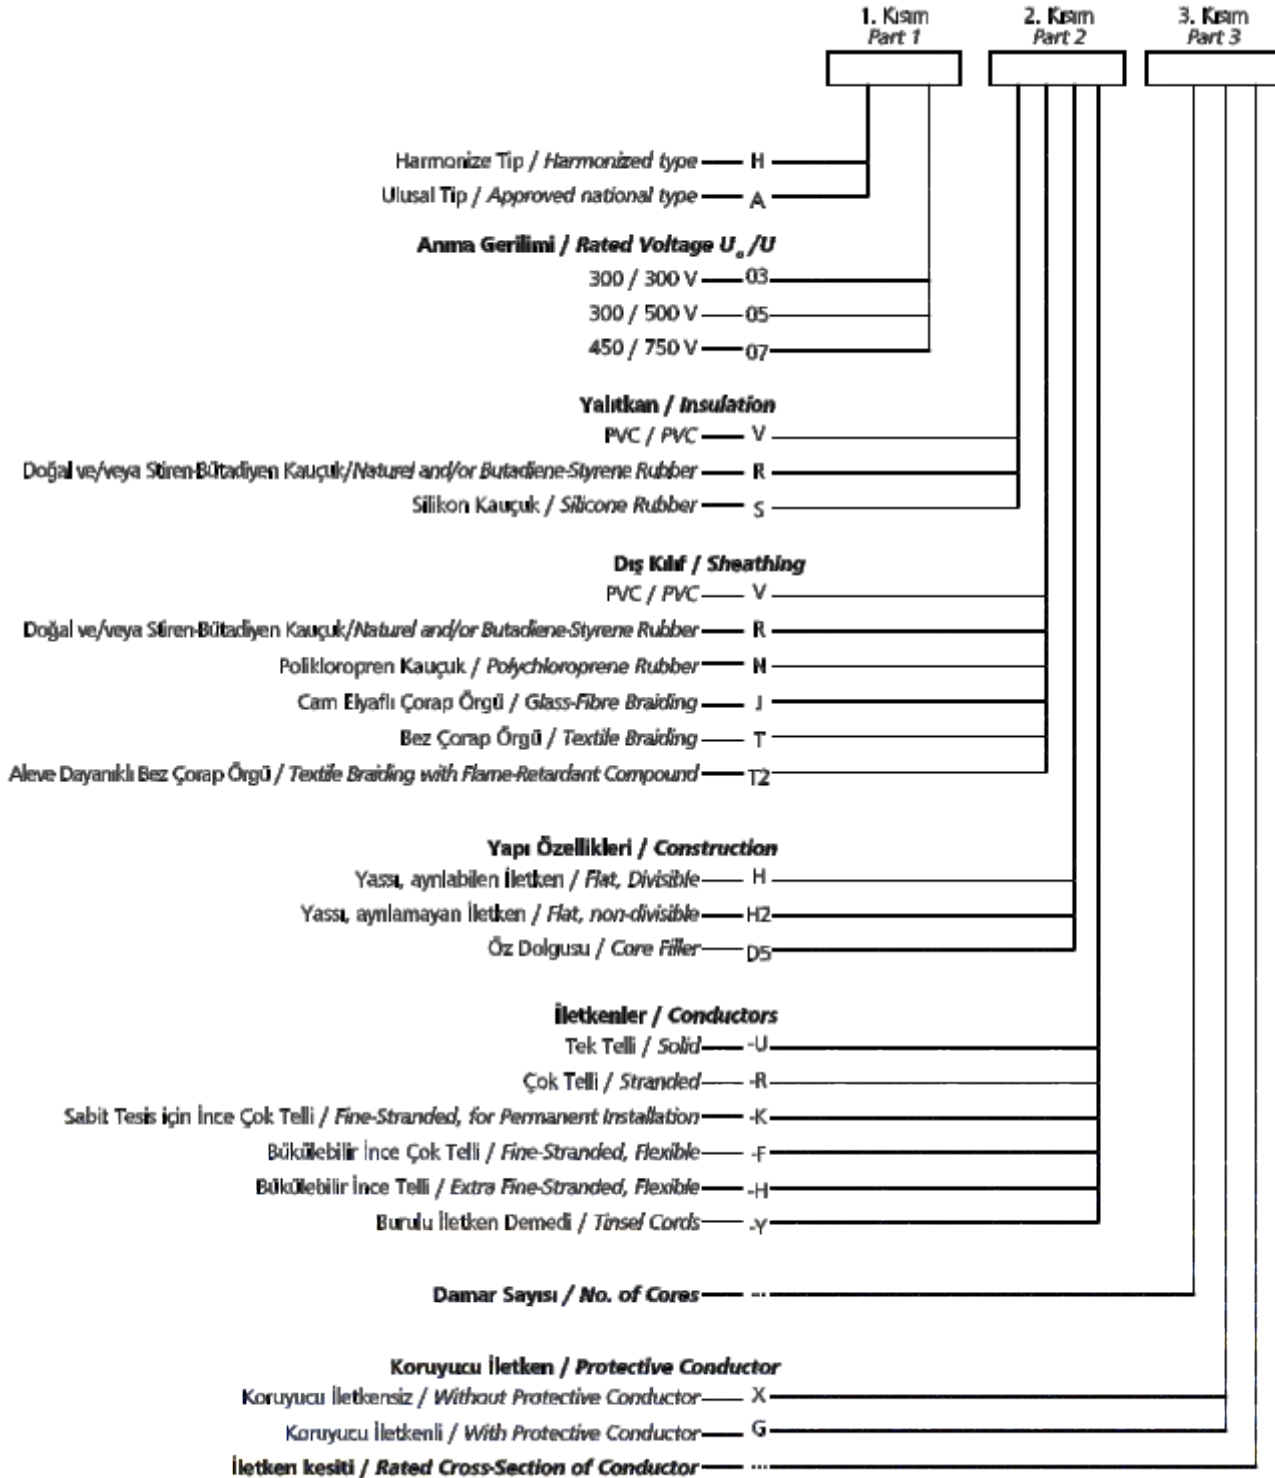 1. Kısım 2. Kısım 3. Kısım
Part 1 Part 2 Part 3
Harmonize Tip / Harmonized type H
Ulusal Tip / Approved national type A
Anma Gerilimi / Rated Voltage Uo/U
300 / 300 V 03
300 / 500 V 05
450 / 750 V 07
Yalıtkan / Insulation
PVC / PVC V
Doğal ve/veya Stiren-Bütadiyen Kauçuk/Naturel and/or Butadiene-Styrene Rubber R
Silikon Kauçuk / Silicone Rubber S
Dış Kılıf / Sheathing
PVC / PVC V
Doğal ve/veya Stiren-Bütadiyen Kauçuk/Naturel and/or Butadiene-Styrene Rubber R
Polikloropren Kauçuk / Polychloroprene Rubber N
Cam Elyaflı Çorap Örgü / Glass-Fibre Braiding J
Bez Çorap Örgü / Textile Braiding T
Aleve Dayanıklı Bez Çorap Örgü / Textile Braiding with Flame-Retardant Compound T2
Yapı Özellikleri / Construction
Yassı, ayrılabilen İletken / Flat, Divisible H
Yassı, ayrılamayan İletken / Flat, non-divisible H2
Öz Dolgusu / Core Filler D5
İletkenler / Conductors
Tek Telli / Solid -U
Çok Telli / Stranded -R
Sabit Tesis için İnce Çok Telli / Fine-Stranded, for Permanent Installation -K
Bükülebilir İnce Çok Telli / Fine-Stranded, Flexible -F
Bükülebilir İnce Telli / Extra Fine-Stranded, Flexible -H
Burulu İletken Demedi / Tinsel Cords -Y
Damar Sayısı / No. of Cores ...
Koruyucu İletken / Protective Conductor
Koruyucu İletkensiz / Without Protective Conductor X
Koruyucu İletkenli / With Protective Conductor G
İletken kesiti / Rated Cross-Section of Conductor ...